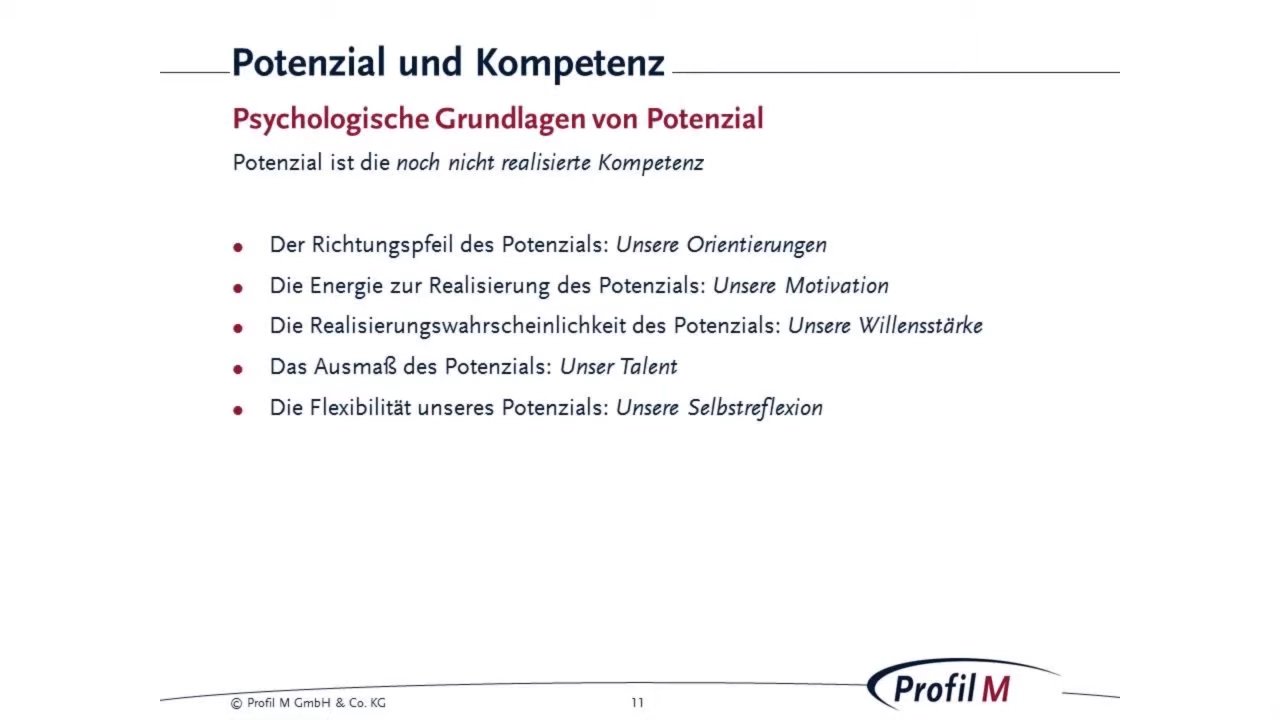 Potenzial und Kompetenz
Psychologische Grundlagen von Potenzial
Potenzial ist die noch nicht realisierte Kompetenz
• Der Richtungspfeil des Potenzials: Unsere Orientierungen
• Die Energie zur Realisierung des Potenzials: Unsere Motivation
• Die Realisierungswahrscheinlichkeit des Potenzials: Unsere Willensstärke
• Das Ausmaß des Potenzials: Unser Talent
• Die Flexibilität unseres Potenzials: Unsere Selbstreflexion
© Profil M GmbH & Co. KG
11
Profil M